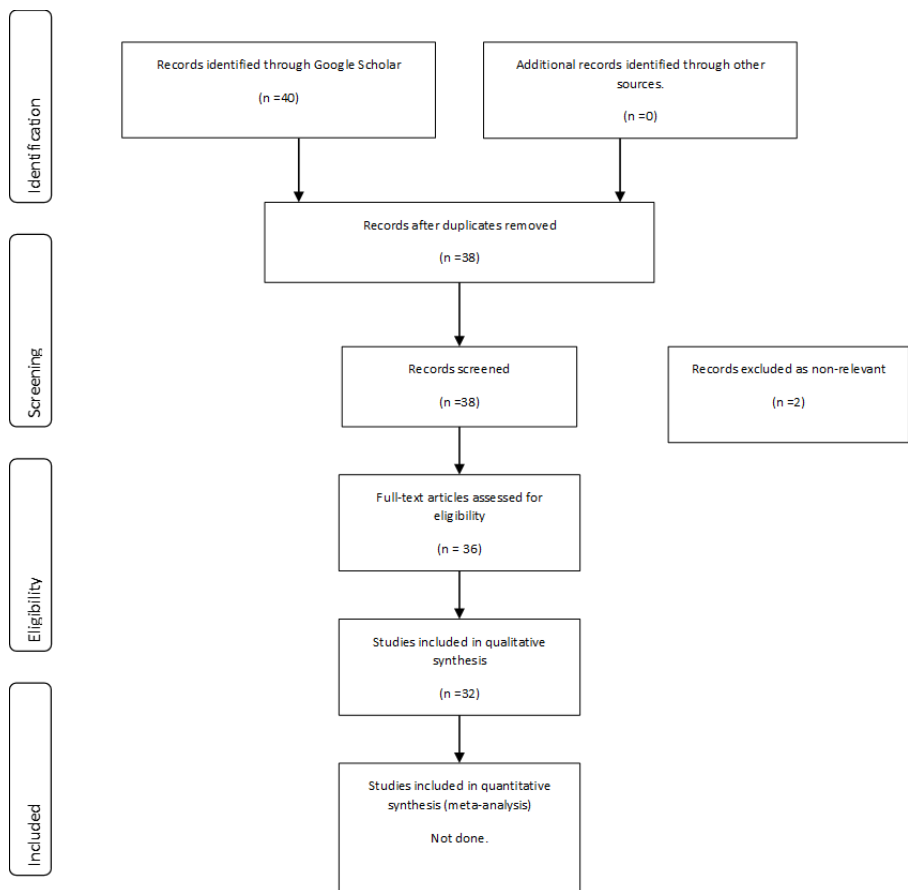 Identification
Records identified through Google Scholar
(n =40)
Additional records identified through other
sources.
(n =0)
Records after duplicates removed
(n =38)
Screening
Records screened
(n =38)
Records excluded as non-relevant
(n =2)
Eligibility
Full-text articles assessed for
eligibility
(n = 36)
Studies included in qualitative
synthesis
(n =32)
Included
Studies included in quantitative
synthesis (meta-analysis)
Not done.